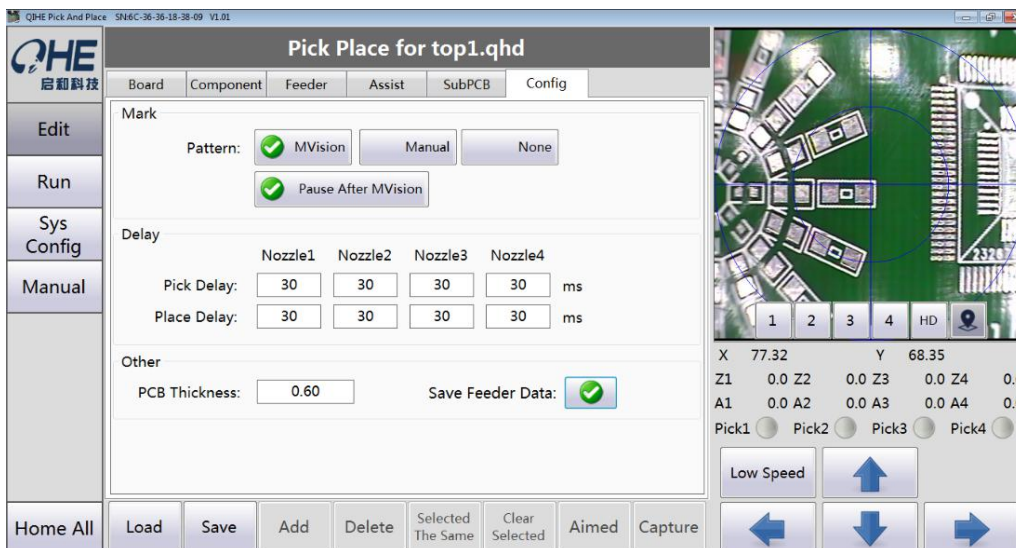 QIHE Pick And Place SN:6C-36-36-18-38-09 V1.01
QiHE
启和科技
Edit
Run
Sys
Config
Manual
Home All
Pick Place for top1.qhd
Board Component Feeder Assist SubPCB Config
Mark
Pattern: MVision Manual None
Pause After MVision
Delay
Nozzle1 Nozzle2 Nozzle3 Nozzle4
Pick Delay: 30 30 30 30 ms
Place Delay: 30 30 30 30 ms
Other
PCB Thickness: 0.60 Save Feeder Data:
Load Save Add Delete Selected The Same Clear Selected Aimed Capture
2328
1 2 3 4 HD
X 77.32 Y 68.35
Z1 0.0 Z2 0.0 Z3 0.0 Z4 0.
A1 0.0 A2 0.0 A3 0.0 A4 0.
Pick1 Pick2 Pick3 Pick4
Low Speed